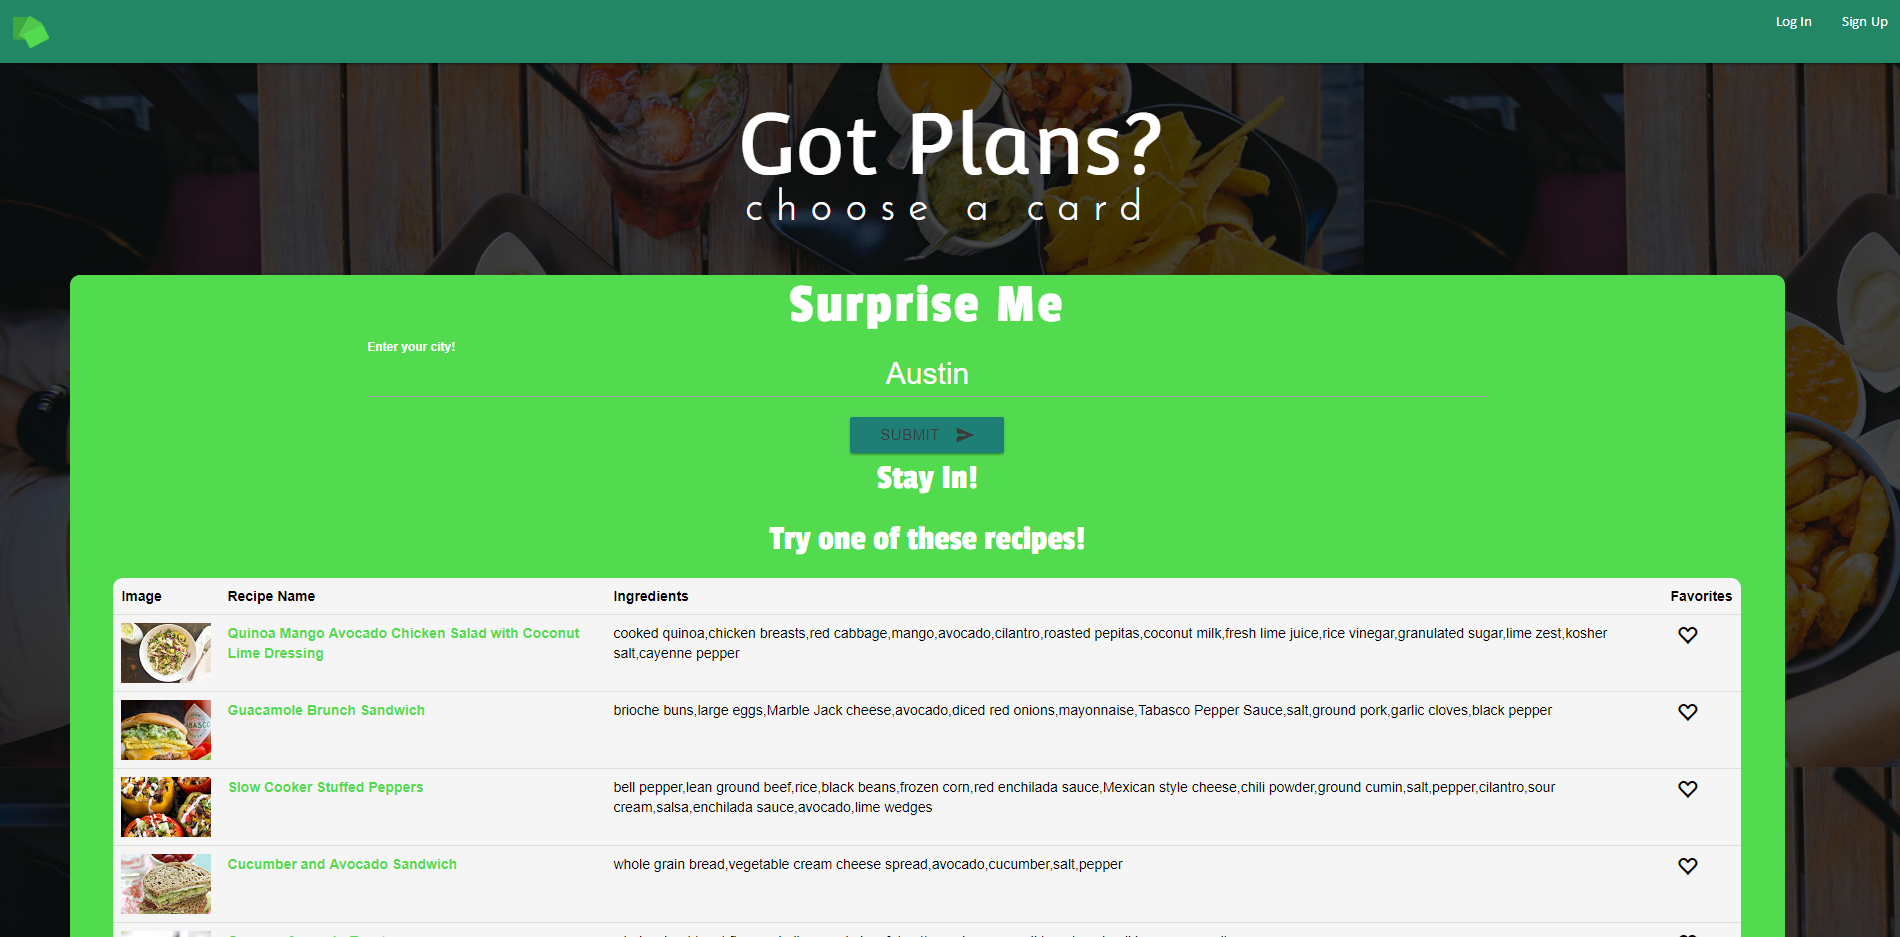 Log In Sign Up
Got Plans?
choose a card
Surprise Me
Enter your city!
Austin
SUBMIT
Stay In!
Try one of these recipes!
Image Recipe Name Ingredients Favorites
Quinoa Mango Avocado Chicken Salad with Coconut
Lime Dressing
cooked quinoa,chicken breasts,red cabbage,mango,avocado,cilantro,roasted pepitas,coconut milk,fresh lime juice,rice vinegar,granulated sugar,lime zest,kosher
salt,cayenne pepper
TABASCO
Guacamole Brunch Sandwich
brioche buns,large eggs,Marble Jack cheese,avocado,diced red onions,mayonnaise,Tabasco Pepper Sauce,salt,ground pork,garlic cloves,black pepper
Slow Cooker Stuffed Peppers
bell pepper,lean ground beef,rice,black beans,frozen corn,red enchilada sauce,Mexican style cheese,chili powder,ground cumin,salt,pepper,cilantro,sour
cream,salsa,enchilada sauce,avocado,lime wedges
Cucumber and Avocado Sandwich
whole grain bread,vegetable cream cheese spread,avocado,cucumber,salt,pepper